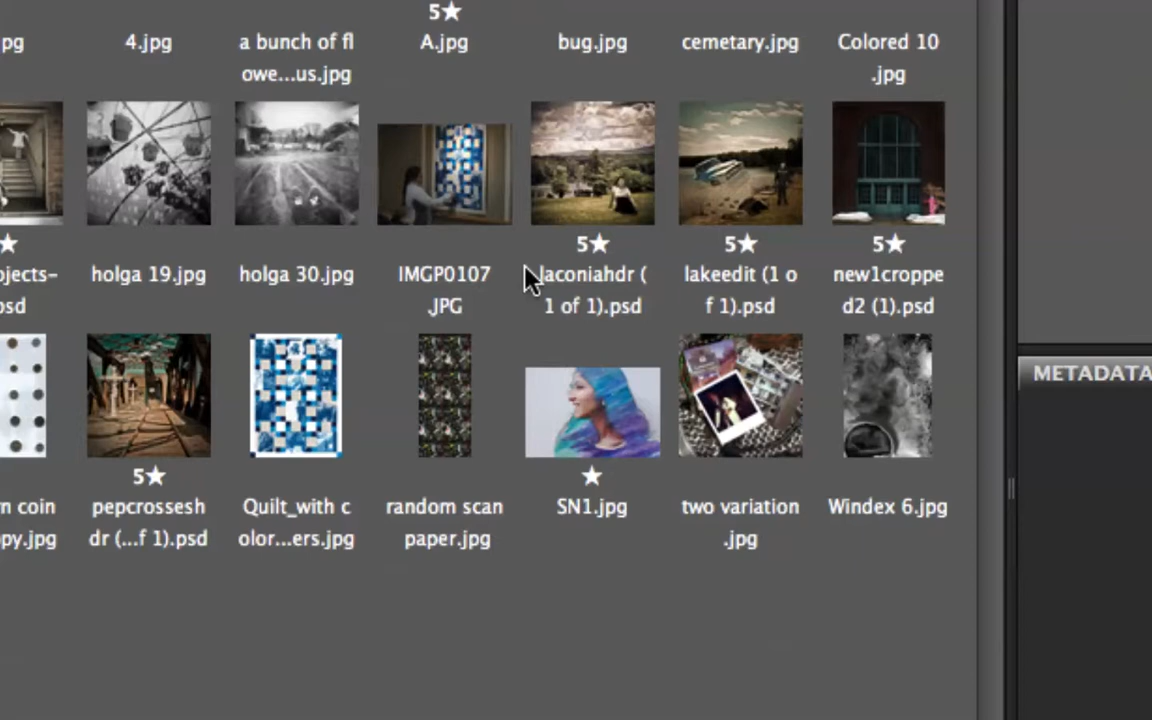 5★
pg
4.jpg
a bunch of fl
owe...us.jpg
A.jpg
bug.jpg
cemetary.jpg
Colored 10
.jpg
★
5★
5★
5★
ojects-
psd
holga 19.jpg
holga 30.jpg
IMGP0107
.JPG
laconiahdr (
1 of 1).psd
lakeedit (1 o
f 1).psd
new1croppe
d2 (1).psd
METADATA
5★
★
n coin
py.jpg
pepcrossesh
dr (...f 1).psd
Quilt_with c
olor...ers.jpg
random scan
paper.jpg
SN1.jpg
two variation
.jpg
Windex 6.jpg